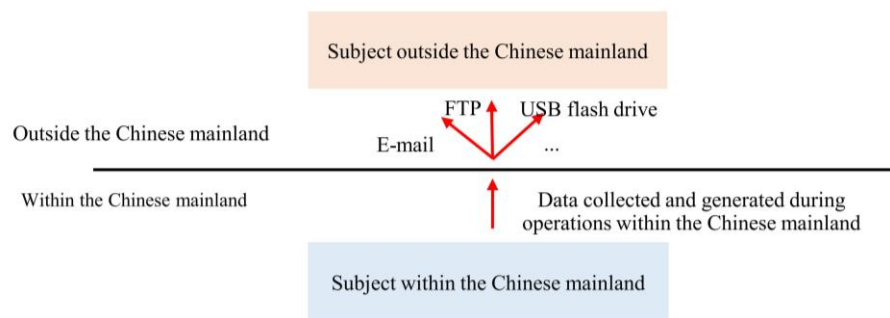 Subject outside the Chinese mainland
FTP
USB flash drive
Outside the Chinese mainland
E-mail
...
Within the Chinese mainland
Data collected and generated during
operations within the Chinese mainland
Subject within the Chinese mainland